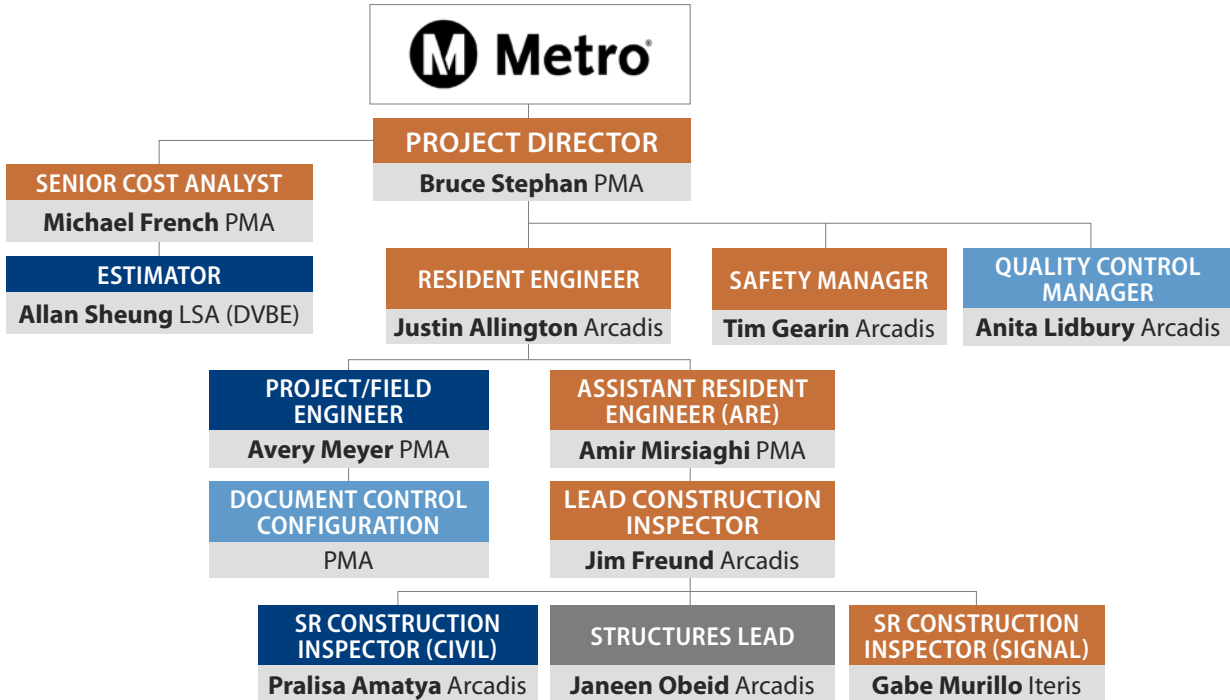 M Metro
PROJECT DIRECTOR
Bruce Stephan PMA
SENIOR COST ANALYST
Michael French PMA
ESTIMATOR
Allan Sheung LSA (DVBE)
RESIDENT ENGINEER
Justin Allington Arcadis
SAFETY MANAGER
Tim Gearin Arcadis
QUALITY CONTROL
MANAGER
Anita Lidbury Arcadis
PROJECT/FIELD
ENGINEER
Avery Meyer PMA
ASSISTANT RESIDENT
ENGINEER (ARE)
Amir Mirsiaghi PMA
DOCUMENT CONTROL
CONFIGURATION
PMA
LEAD CONSTRUCTION
INSPECTOR
Jim Freund Arcadis
SR CONSTRUCTION
INSPECTOR (CIVIL)
Pralisa Amatya Arcadis
STRUCTURES LEAD
Janeen Obeid Arcadis
SR CONSTRUCTION
INSPECTOR (SIGNAL)
Gabe Murillo Iteris